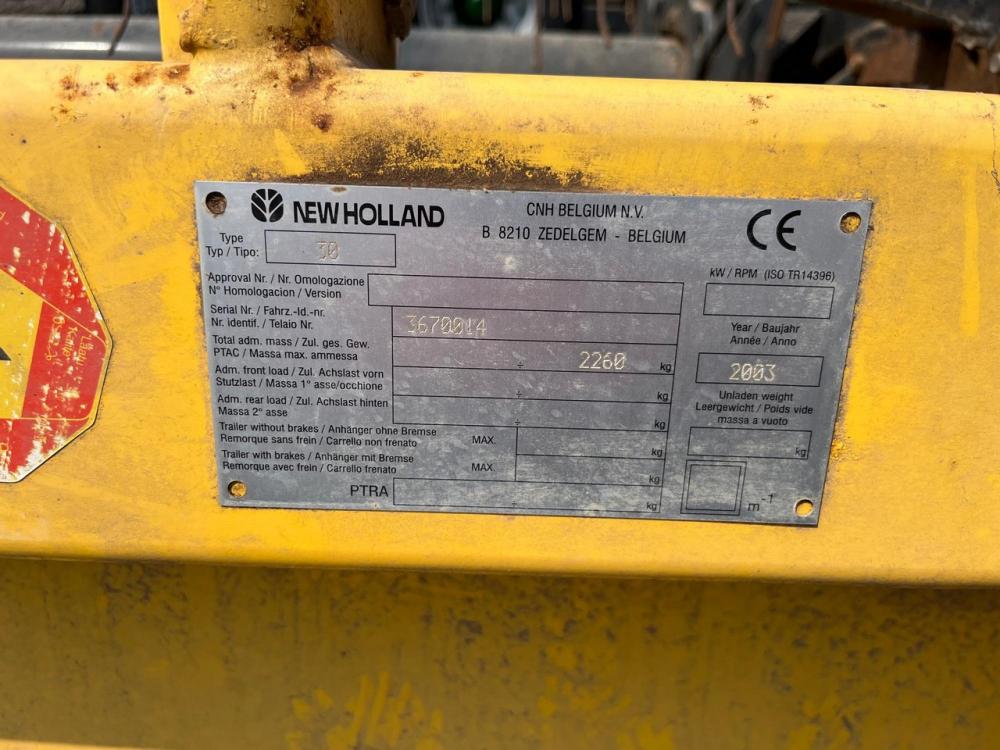 NEW HOLLAND
CNH BELGIUM N.V.
B 8210 ZEDELGEM - BELGIUM
CE
Type
Typ / Tipo:
30
Approval Nr. / Nr. Omologazione
N° Homologacion / Version
kW / RPM (ISO TR14396)
Serial Nr. / Fahrz.-Id.-nr.
Nr. identif. / Telaio Nr.
3670014
Year / Baujahr
Année / Anno
2003
Total adm. mass / Zul. ges. Gew.
PTAC / Massa max. ammessa
÷ 2260 kg
Adm. front load / Zul. Achslast vorn
Stutzlast / Massa 1° asse/occhione
÷ kg
Unladen weight
Leergewicht / Poids vide
massa a vuoto
kg
Adm. rear load / Zul. Achslast hinten
Massa 2° asse
÷ kg
Trailer without brakes / Anhänger ohne Bremse
Remorque sans frein / Carrello non frenato
MAX. kg
Trailer with brakes / Anhänger mit Bremse
Remorque avec frein / Carrello frenato
MAX. kg
PTRA ÷ kg
m⁻¹